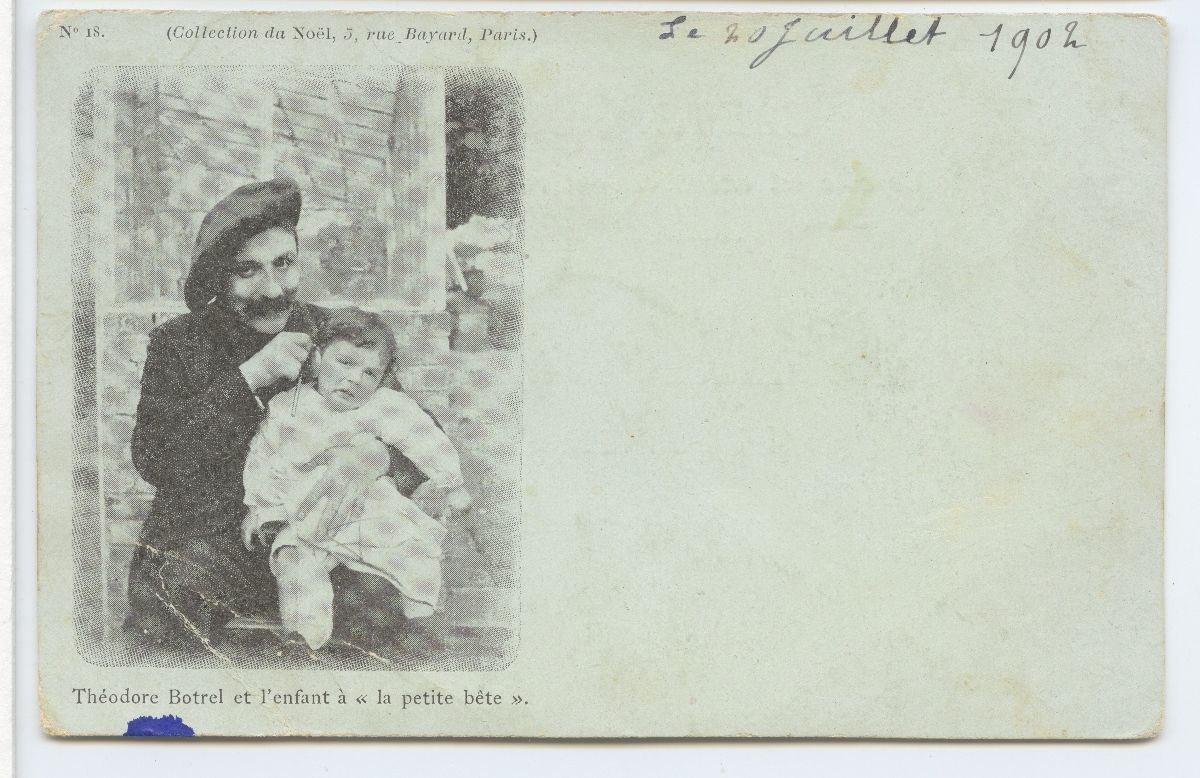 Nº 18. (Collection du Noël, 5, rue Bayard, Paris.)
Le 20 Juillet 1902
Théodore Botrel et l'enfant à « la petite bête ».